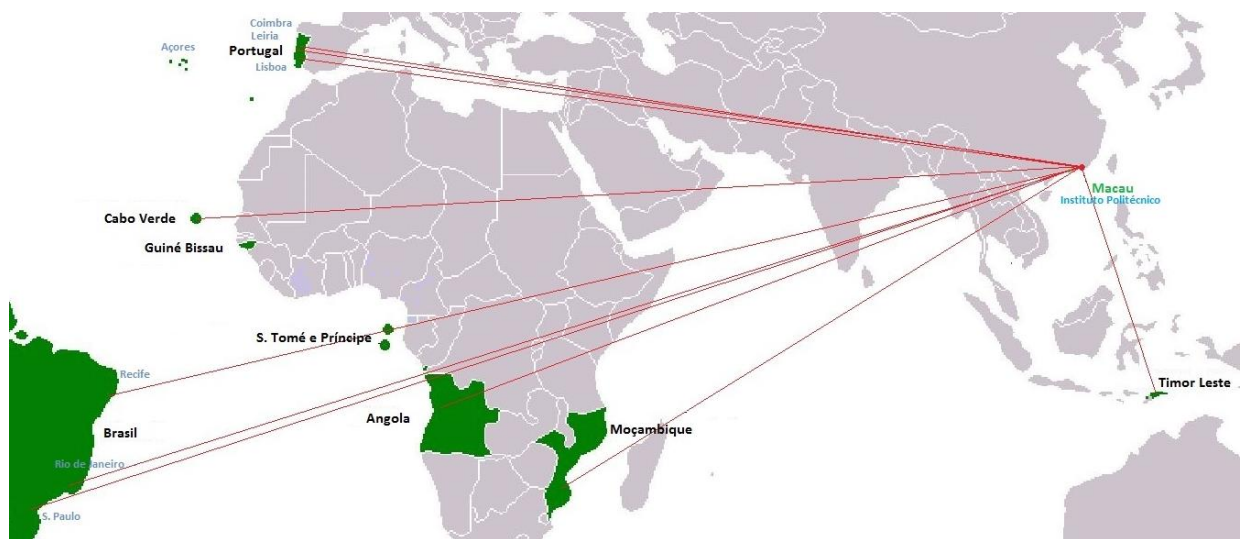 Coimbra
Leiria
Açores
Portugal
Lisboa
Macau
Instituto Politécnico
Cabo Verde
Guiné Bissau
S. Tomé e Príncipe
Recife
Timor Leste
Angola
Brasil
Moçambique
Rio de Janeiro
S. Paulo